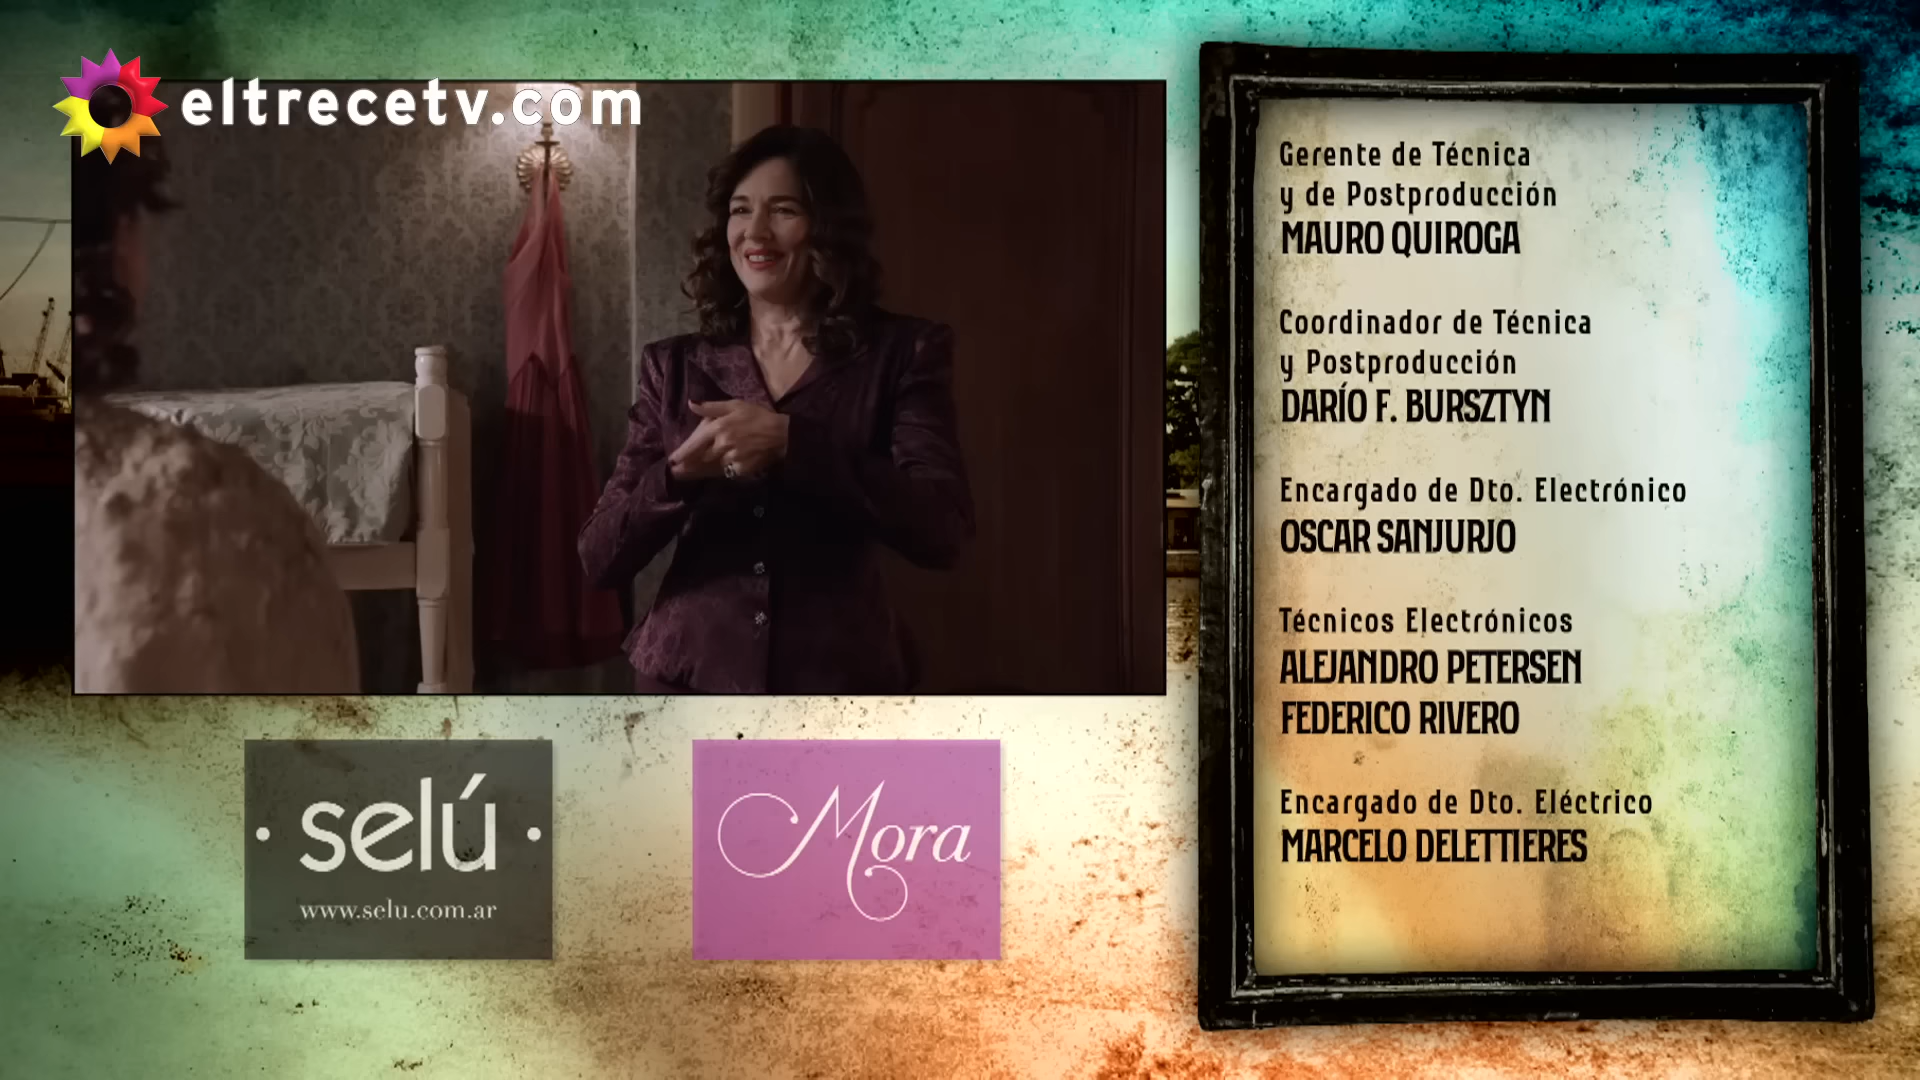 eltrecetv.com
Gerente de Técnica
y de Postproducción
MAURO QUIROGA
Coordinador de Técnica
y Postproducción
DARÍO F. BURSZTYN
Encargado de Dto. Electrónico
OSCAR SANJURJO
Técnicos Electrónicos
ALEJANDRO PETERSEN
FEDERICO RIVERO
Encargado de Dto. Eléctrico
MARCELO DELETTIERES
· selú ·
www.selu.com.ar
Mora